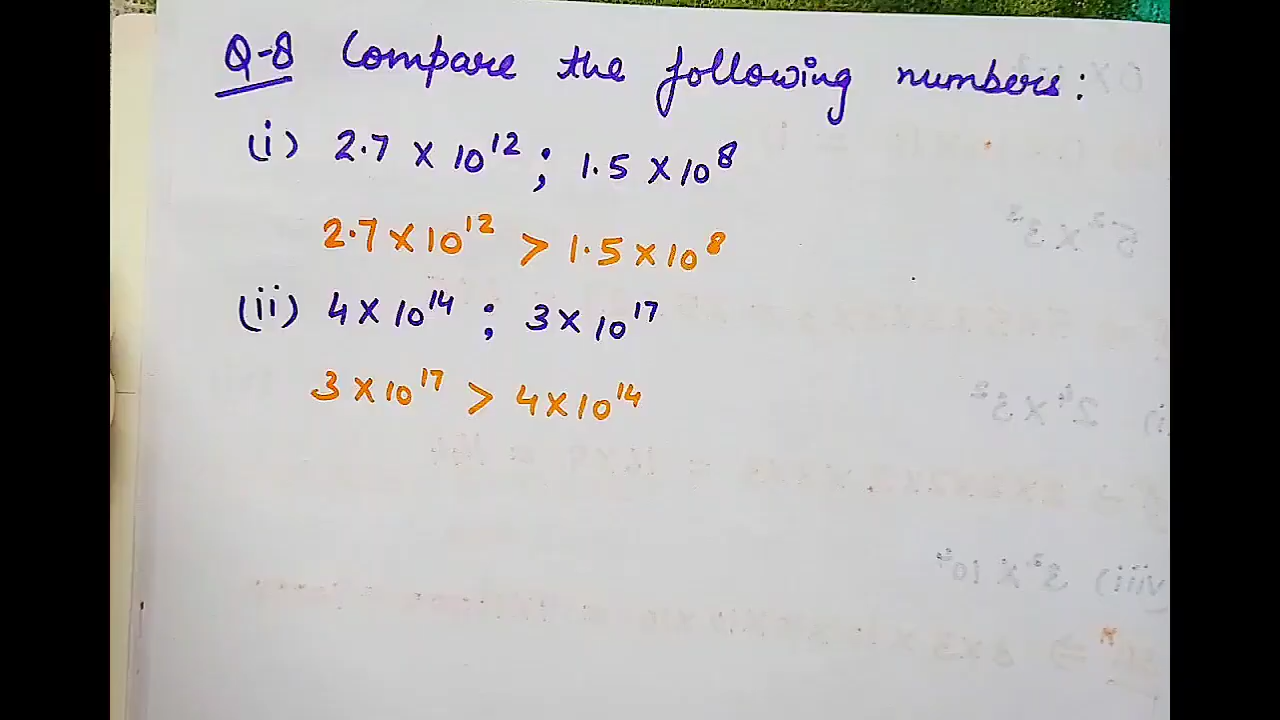 Q-8 Compare the following numbers:
(i) 2.7 × 10¹² ; 1.5 × 10⁸
2.7 × 10¹² > 1.5 × 10⁸
(ii) 4 × 10¹⁴ ; 3 × 10¹⁷
3 × 10¹⁷ > 4 × 10¹⁴